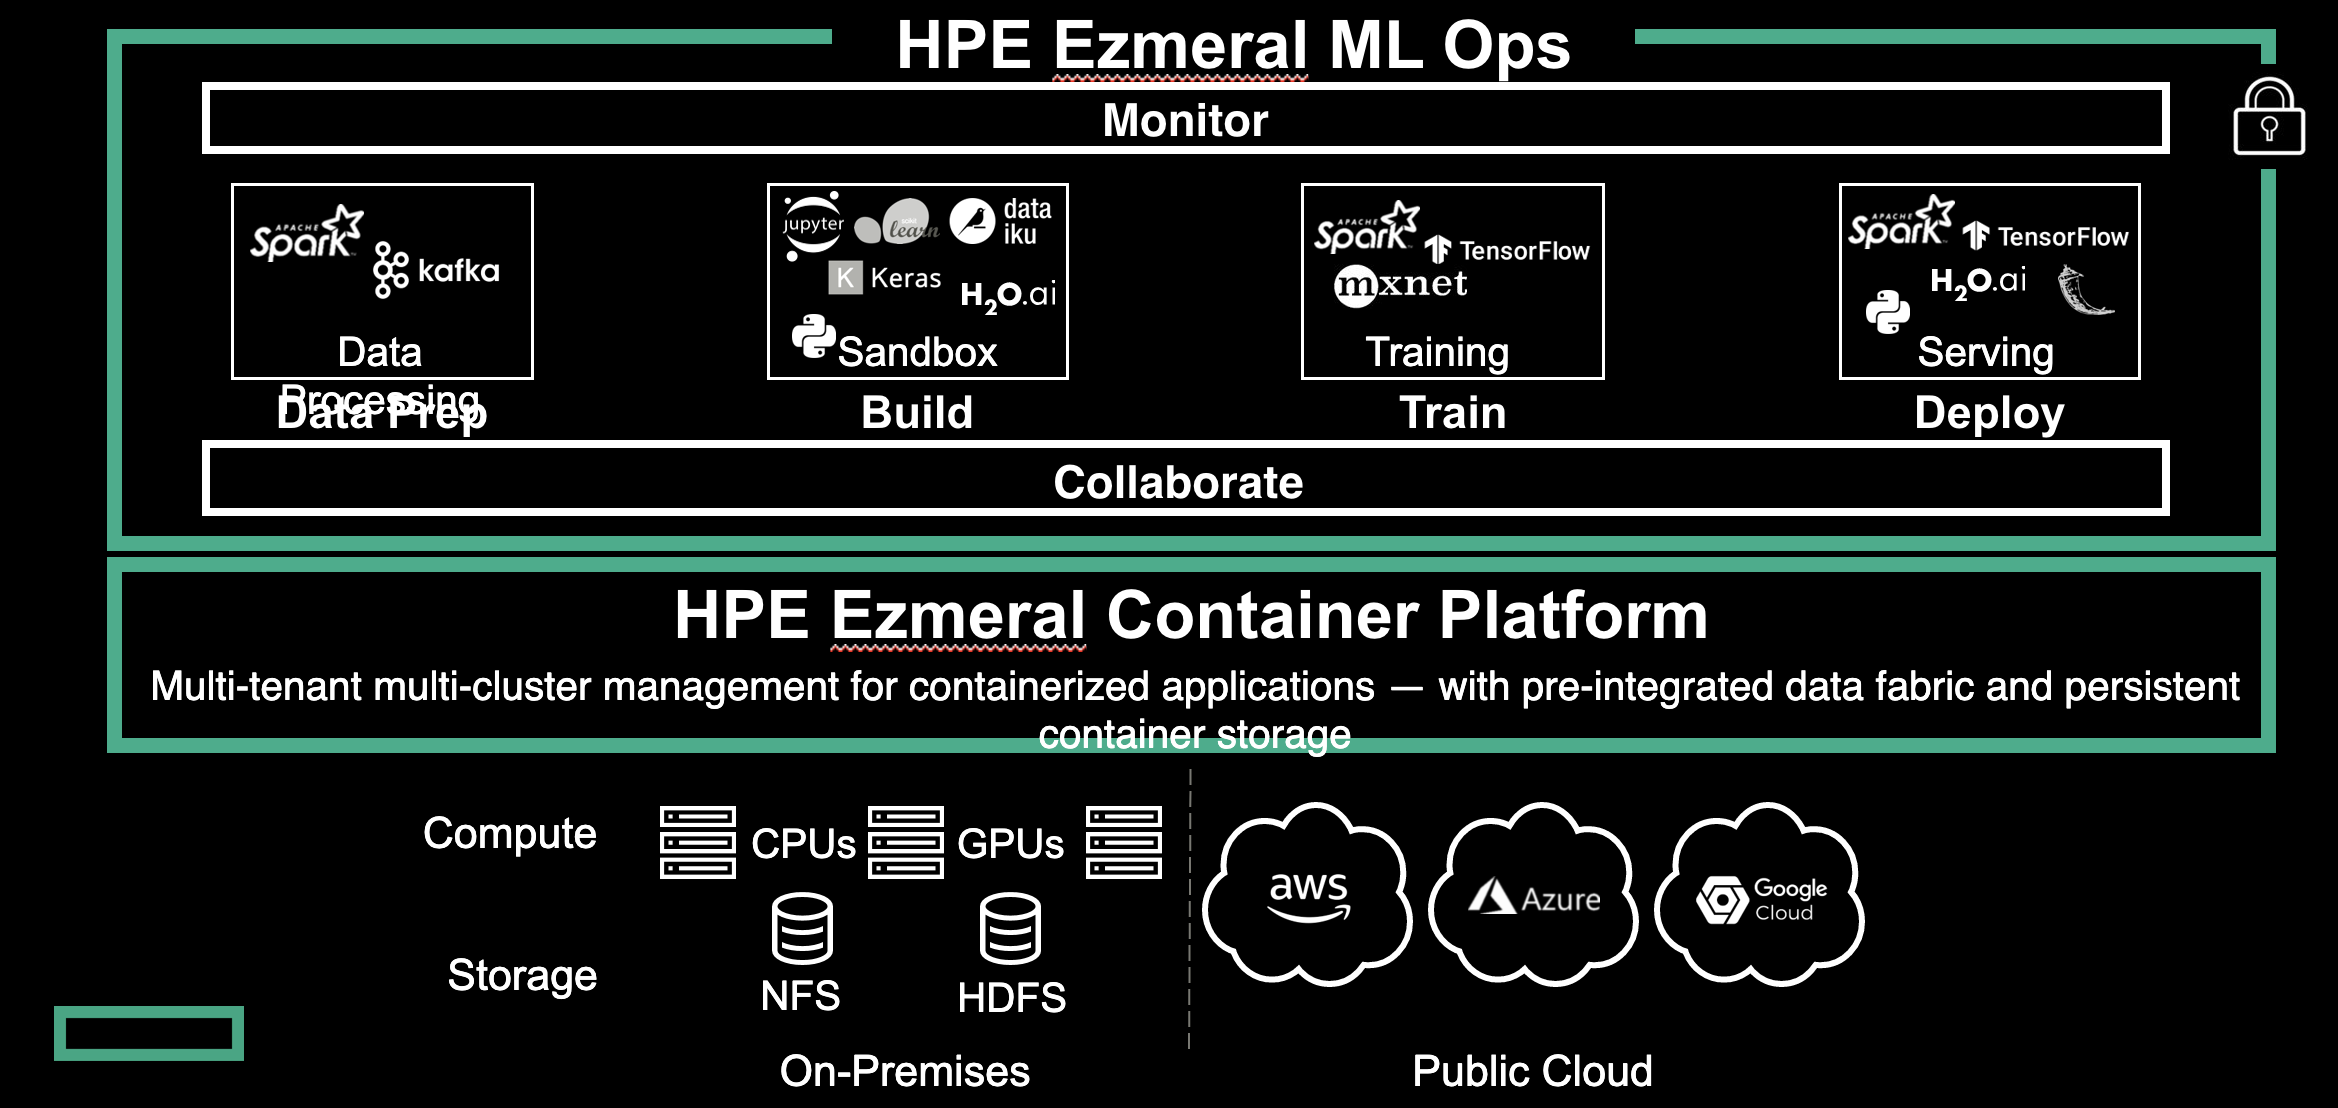 HPE Ezmeral ML Ops
Monitor
APACHE
Spark
kafka
Data
Processing
Data Prep
jupyter
scikit
learn
data
iku
K Keras
H2O.ai
Sandbox
Build
APACHE
Spark
TensorFlow
mxnet
Training
Train
APACHE
Spark
TensorFlow
H2O.ai
Serving
Deploy
Collaborate
HPE Ezmeral Container Platform
Multi-tenant multi-cluster management for containerized applications — with pre-integrated data fabric and persistent
container storage
Compute
CPUs
GPUs
Storage
NFS
HDFS
On-Premises
aws
Azure
Google
Cloud
Public Cloud